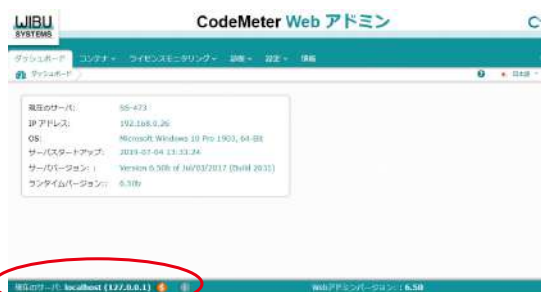 WIBU
SYSTEMS
CodeMeter Web アドミン
ダッシュボード コンテナ ライセンスモニタリング 診断 設定 情報
ダッシュボード 日本語
現在のサーバ: SS-473
IP アドレス: 192.168.0.26
OS: Microsoft Windows 10 Pro 1903, 64-Bit
サーバスタートアップ: 2019-07-04 13:33:24
サーババージョン: : Version 6.50b of Jul/03/2017 (Build 2631)
ランタイムバージョン: 6.50b
現在のサーバ: localhost (127.0.0.1) Webアドミンバージョン: : 6.50